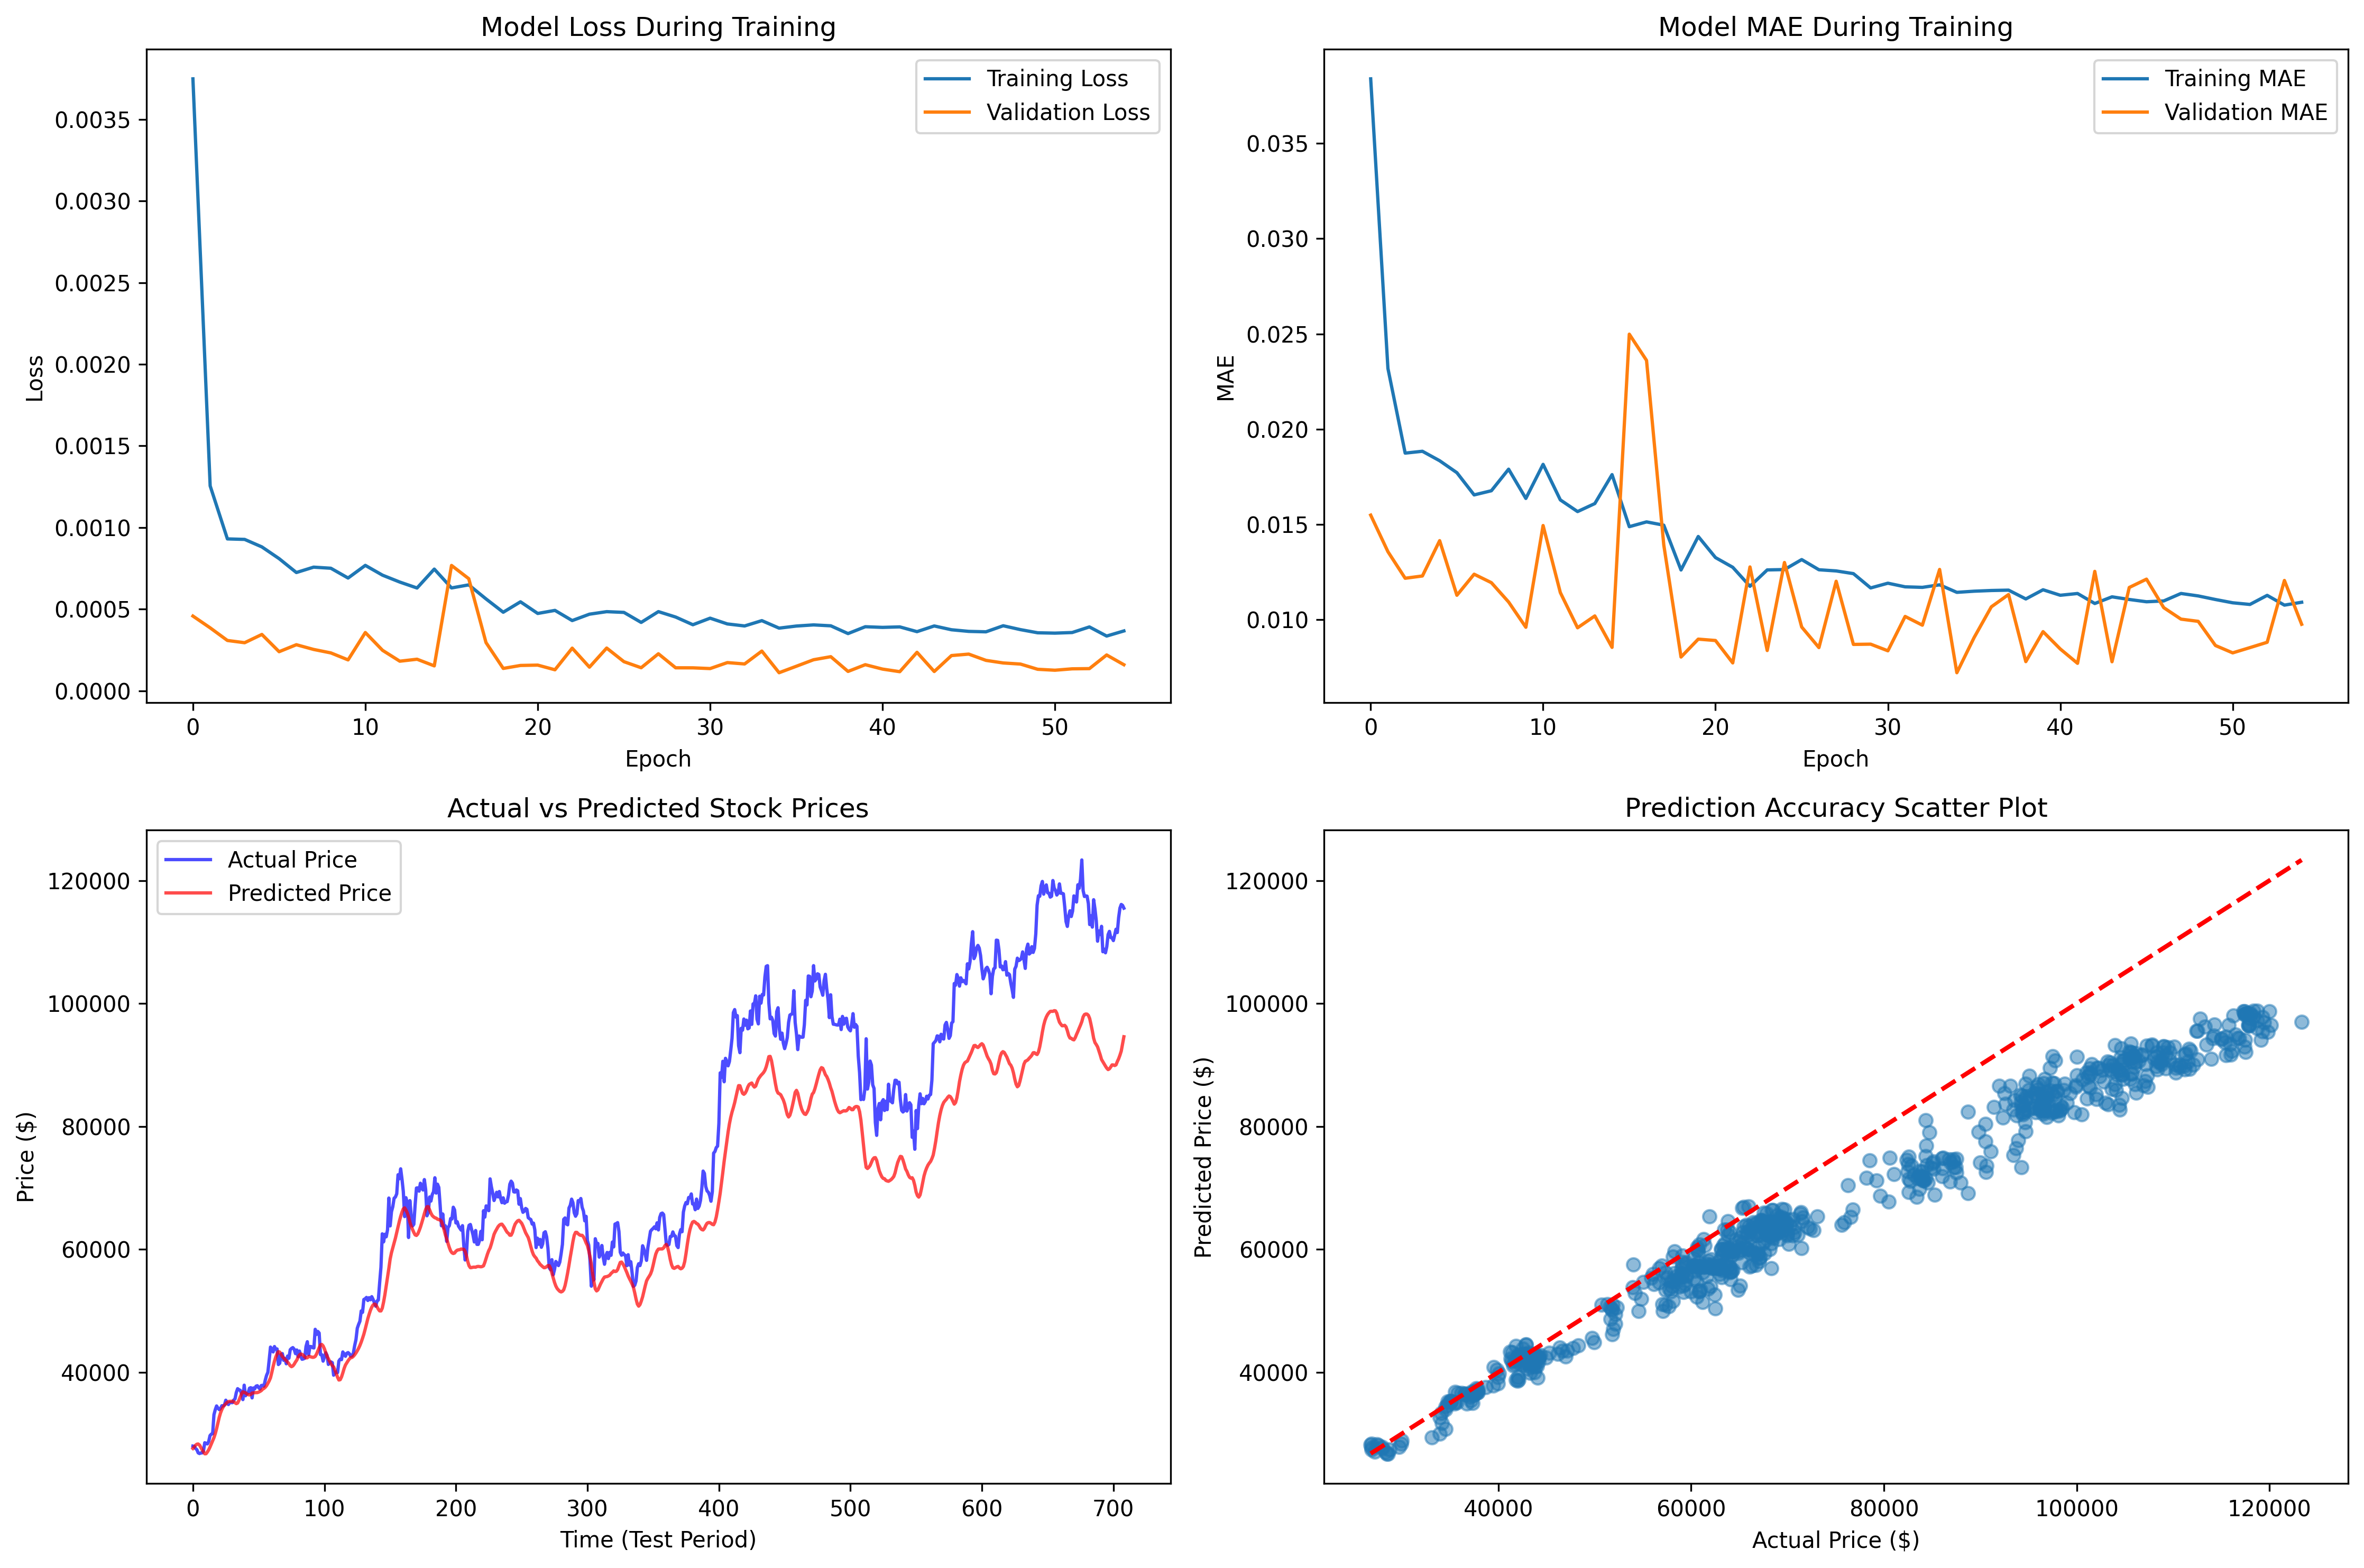 Model Loss During Training
Training Loss
Validation Loss
0.0035
0.0030
0.0025
0.0020
0.0015
0.0010
0.0005
0.0000
Loss
0 10 20 30 40 50
Epoch
Model MAE During Training
Training MAE
Validation MAE
0.035
0.030
0.025
0.020
0.015
0.010
MAE
0 10 20 30 40 50
Epoch
Actual vs Predicted Stock Prices
Actual Price
Predicted Price
120000
100000
80000
60000
40000
Price ($)
0 100 200 300 400 500 600 700
Time (Test Period)
Prediction Accuracy Scatter Plot
120000
100000
80000
60000
40000
Predicted Price ($)
40000 60000 80000 100000 120000
Actual Price ($)